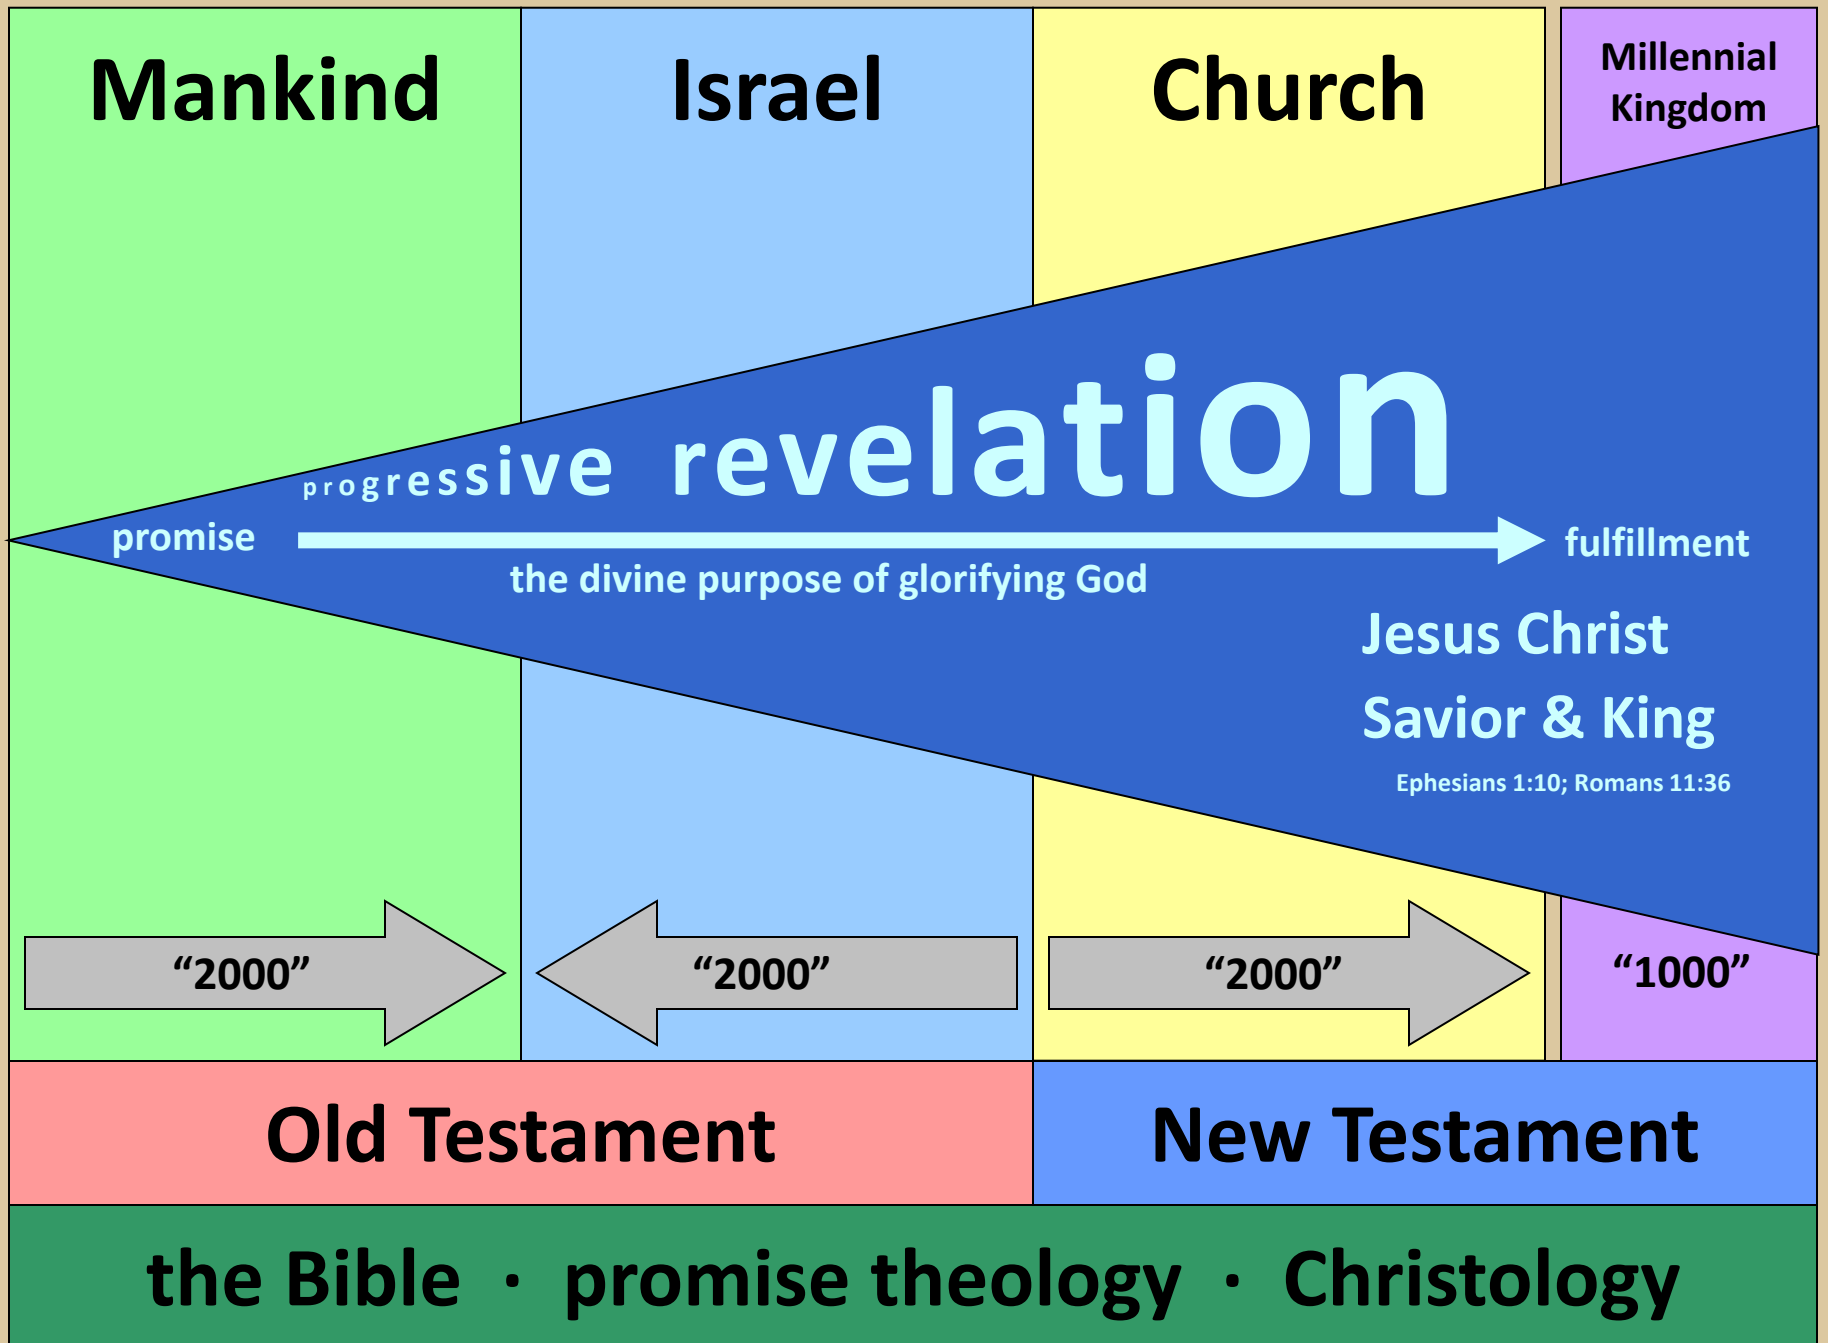 Mankind
Israel
Church
Millennial
Kingdom
progressive revelation
promise
fulfillment
the divine purpose of glorifying God
Jesus Christ
Savior & King
Ephesians 1:10; Romans 11:36
“2000”
“2000”
“2000”
“1000”
Old Testament
New Testament
the Bible · promise theology · Christology